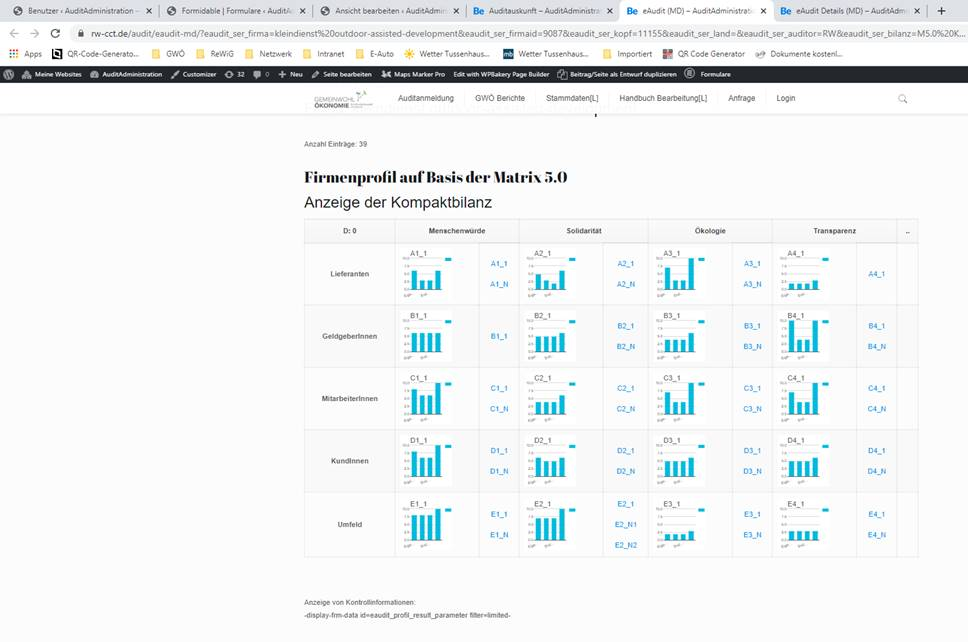 Benutzer ‹ AuditAdministration –
Formidable | Formulare ‹ AuditA
Ansicht bearbeiten ‹ AuditAdmin
Auditauskunft – AuditAdministra
eAudit (MD) – AuditAdministrati
eAudit Details (MD) – AuditAdm
rw-cct.de/audit/eaudit-md/?eaudit_ser_firma=kleindienst%20outdoor-assisted-development&eaudit_ser_firmaid=9087&eaudit_ser_kopf=11155&eaudit_ser_land=&eaudit_ser_auditor=RW&eaudit_ser_bilanz=M5.0%20K...
Apps
QR-Code-Generato...
GWÖ
ReWiG
Netzwerk
Intranet
E-Auto
Wetter Tussenhaus...
Wetter Tussenhaus...
Importiert
QR Code Generator
Dokumente kostenl...
Meine Websites
AuditAdministration
Customizer
32
0
Neu
Seite bearbeiten
Maps Marker Pro
Edit with WPBakery Page Builder
Beitrag/Seite als Entwurf duplizieren
Formulare
GEMEINWOHL
ÖKONOMIE
Auditanmeldung
GWÖ Berichte
Stammdaten[L]
Handbuch Bearbeitung[L]
Anfrage
Login
Anzahl Einträge: 39
Firmenprofil auf Basis der Matrix 5.0
Anzeige der Kompaktbilanz
D: 0 Menschenwürde Solidarität Ökologie Transparenz ..
Lieferanten
A1_1
A1_1
A1_N
A2_1
A2_1
A2_N
A3_1
A3_1
A3_N
A4_1
A4_1
GeldgeberInnen
B1_1
B1_1
B2_1
B2_1
B2_N
B3_1
B3_1
B3_N
B4_1
B4_1
B4_N
MitarbeiterInnen
C1_1
C1_1
C1_N
C2_1
C2_1
C2_N
C3_1
C3_1
C3_N
C4_1
C4_1
C4_N
KundInnen
D1_1
D1_1
D1_N
D2_1
D2_1
D2_N
D3_1
D3_1
D3_N
D4_1
D4_1
D4_N
Umfeld
E1_1
E1_1
E1_N
E2_1
E2_1
E2_N1
E2_N2
E3_1
E3_1
E3_N
E4_1
E4_1
E4_N
Anzeige von Kontrollinformationen:
-display-frm-data id=eaudit_profil_result_parameter filter=limited-